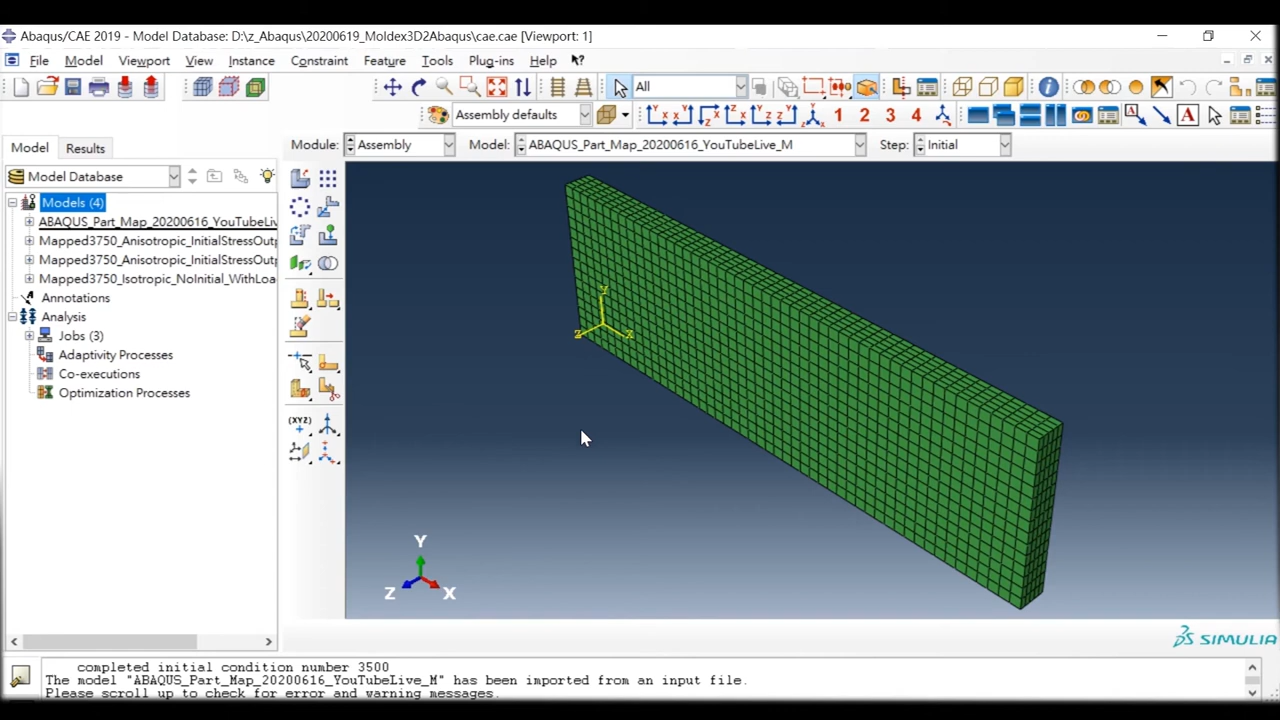 Abaqus/CAE 2019 - Model Database: D:\z_Abaqus\20200619_Moldex3D2Abaqus\cae.cae [Viewport: 1]
File Model Viewport View Instance Constraint Feature Tools Plug-ins Help
All
Assembly defaults
1 2 3 4
Model Results
Module: Assembly Model: ABAQUS_Part_Map_20200616_YouTubeLive_M Step: Initial
Model Database
Models (4)
ABAQUS_Part_Map_20200616_YouTubeLiv
Mapped3750_Anisotropic_InitialStressOutp
Mapped3750_Anisotropic_InitialStressOutp
Mapped3750_Isotropic_NoInitial_WithLoa
Annotations
Analysis
Jobs (3)
Adaptivity Processes
Co-executions
Optimization Processes
(XYZ)
Y
Z X
Y
Z X
SIMULIA
completed initial condition number 3500
The model "ABAQUS_Part_Map_20200616_YouTubeLive_M" has been imported from an input file.
Please scroll up to check for error and warning messages.